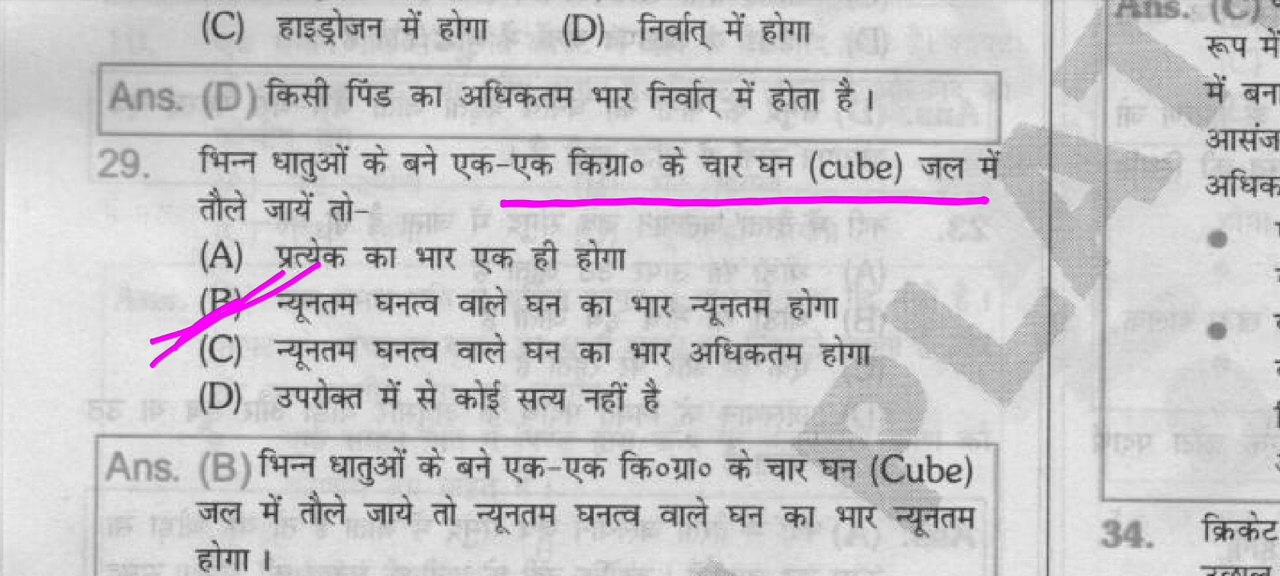 (C) हाइड्रोजन में होगा (D) निर्वात् में होगा
Ans. (D) किसी पिंड का अधिकतम भार निर्वात् में होता है।
29. भिन्न धातुओं के बने एक-एक किग्रा० के चार घन (cube) जल में
तौले जायें तो-
(A) प्रत्येक का भार एक ही होगा
(B) न्यूनतम घनत्व वाले घन का भार न्यूनतम होगा
(C) न्यूनतम घनत्व वाले घन का भार अधिकतम होगा
(D) उपरोक्त में से कोई सत्य नहीं है
Ans. (B) भिन्न धातुओं के बने एक-एक कि०ग्रा० के चार घन (Cube)
जल में तौले जाये तो न्यूनतम घनत्व वाले घन का भार न्यूनतम
होगा।
Ans. (C)
रूप में
में बन
आसंज
अधिक
34. क्रिकेट
PLAT